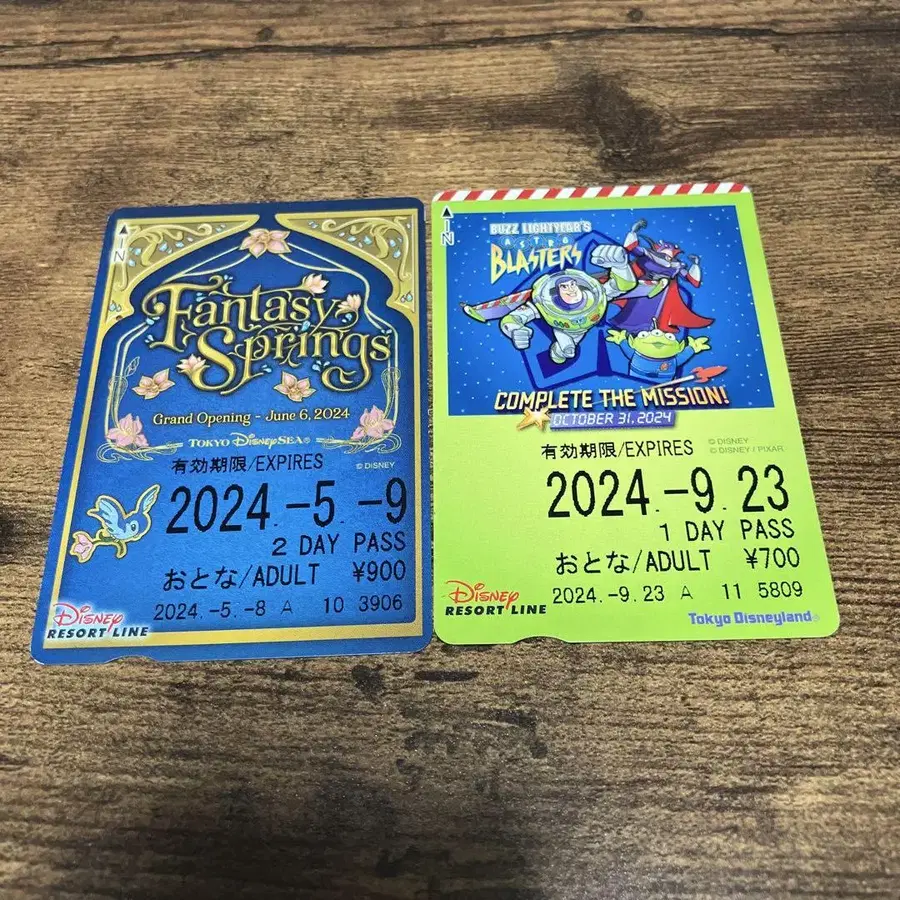 IN
Fantasy
Springs
Grand Opening - June 6, 2024
TOKYO DISNEYSEA®
有効期限/EXPIRES
© DISNEY
2024.-5.-9
2 DAY PASS
おとな/ADULT ¥900
2024.-5.-8 A 10 3906
Disney
RESORT LINE
IN
BUZZ LIGHTYEAR'S
BLASTERS
COMPLETE THE MISSION!
OCTOBER 31, 2024
有効期限/EXPIRES
© DISNEY
© DISNEY / PIXAR
2024.-9.23
1 DAY PASS
おとな/ADULT ¥700
2024.-9.23 A 11 5809
Disney
RESORT LINE
Tokyo Disneyland®